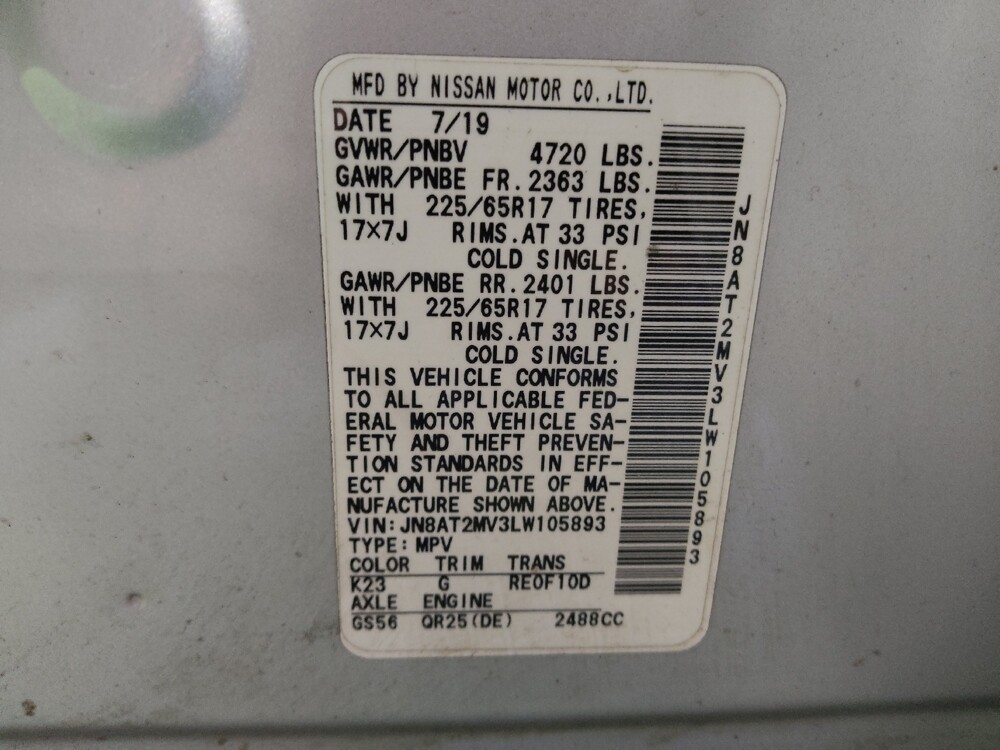 MFD BY NISSAN MOTOR CO.,LTD.
DATE 7/19
GVWR/PNBV 4720 LBS.
GAWR/PNBE FR. 2363 LBS.
WITH 225/65R17 TIRES,
17×7J RIMS.AT 33 PSI
COLD SINGLE.
GAWR/PNBE RR. 2401 LBS.
WITH 225/65R17 TIRES,
17×7J RIMS.AT 33 PSI
COLD SINGLE.
THIS VEHICLE CONFORMS
TO ALL APPLICABLE FED-
ERAL MOTOR VEHICLE SA-
FETY AND THEFT PREVEN-
TION STANDARDS IN EFF-
ECT ON THE DATE OF MA-
NUFACTURE SHOWN ABOVE.
VIN: JN8AT2MV3LW105893
TYPE: MPV
COLOR TRIM TRANS
K23 G RE0F10D
AXLE ENGINE
GS56 QR25(DE) 2488CC
JN8AT2MV3LW105893